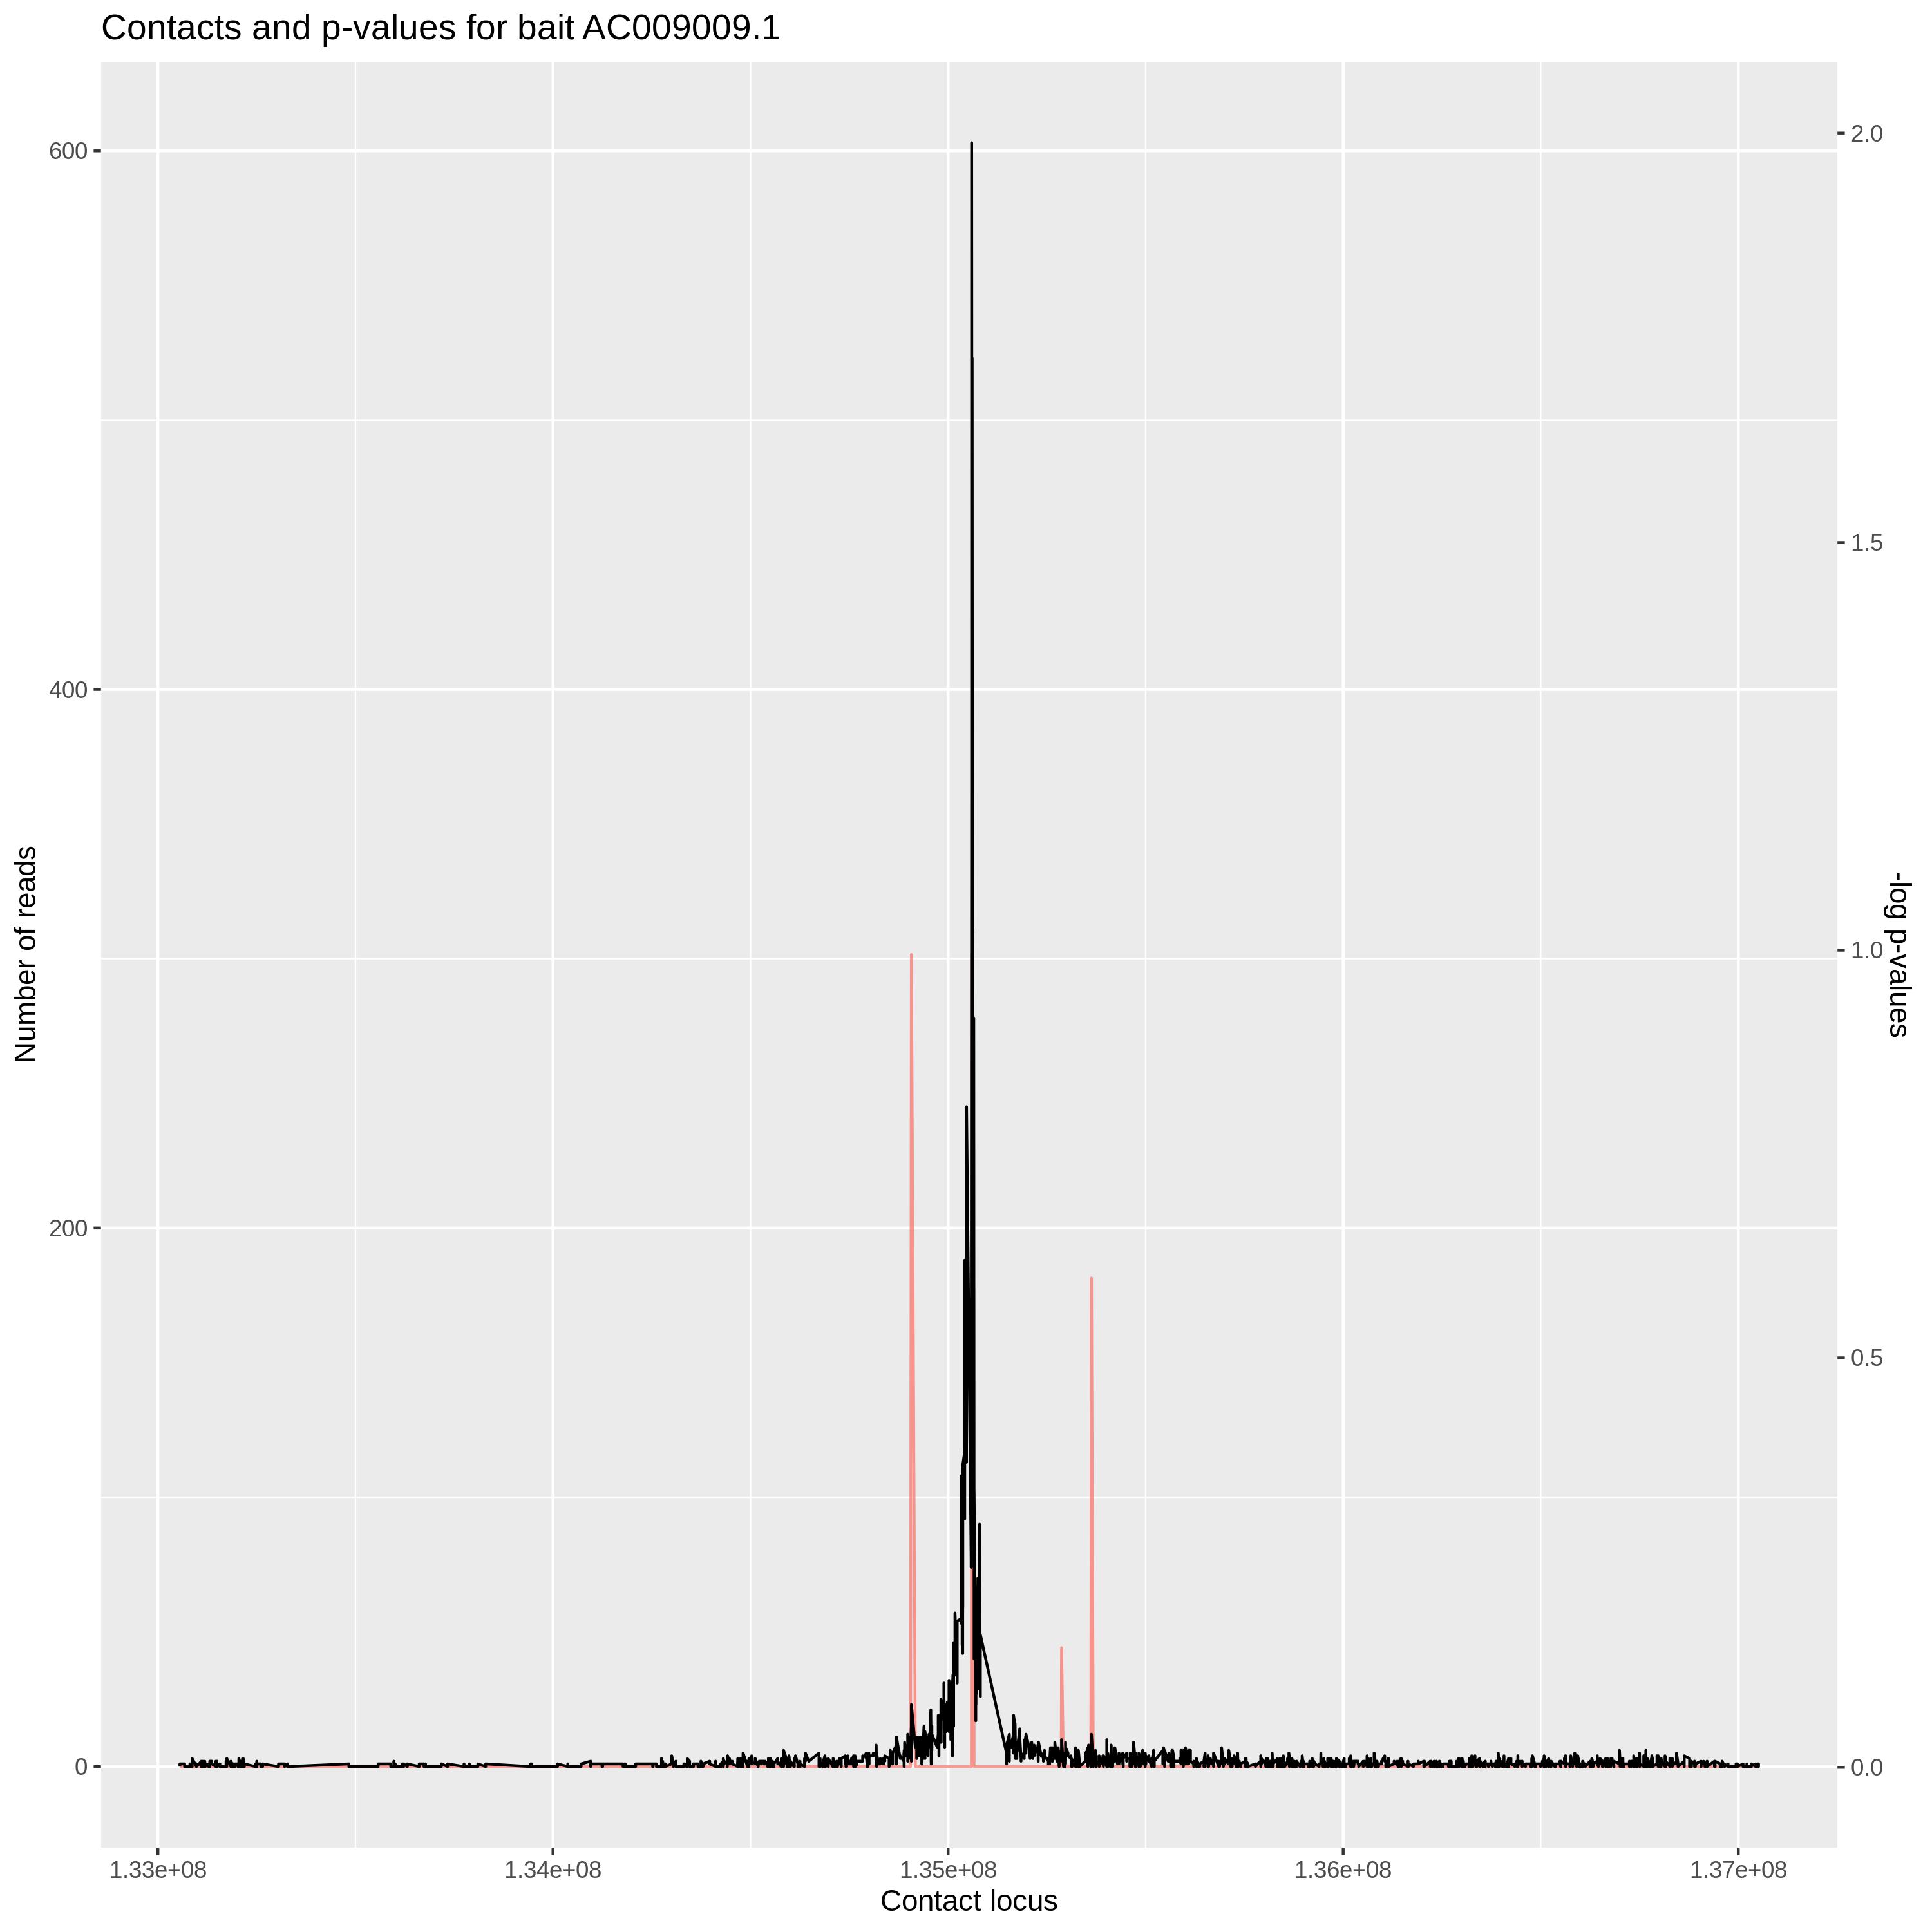 Contacts and p-values for bait AC009009.1
600
400
200
0
Number of reads
2.0
1.5
1.0
0.5
0.0
-log p-values
1.33e+08
1.34e+08
1.35e+08
1.36e+08
1.37e+08
Contact locus